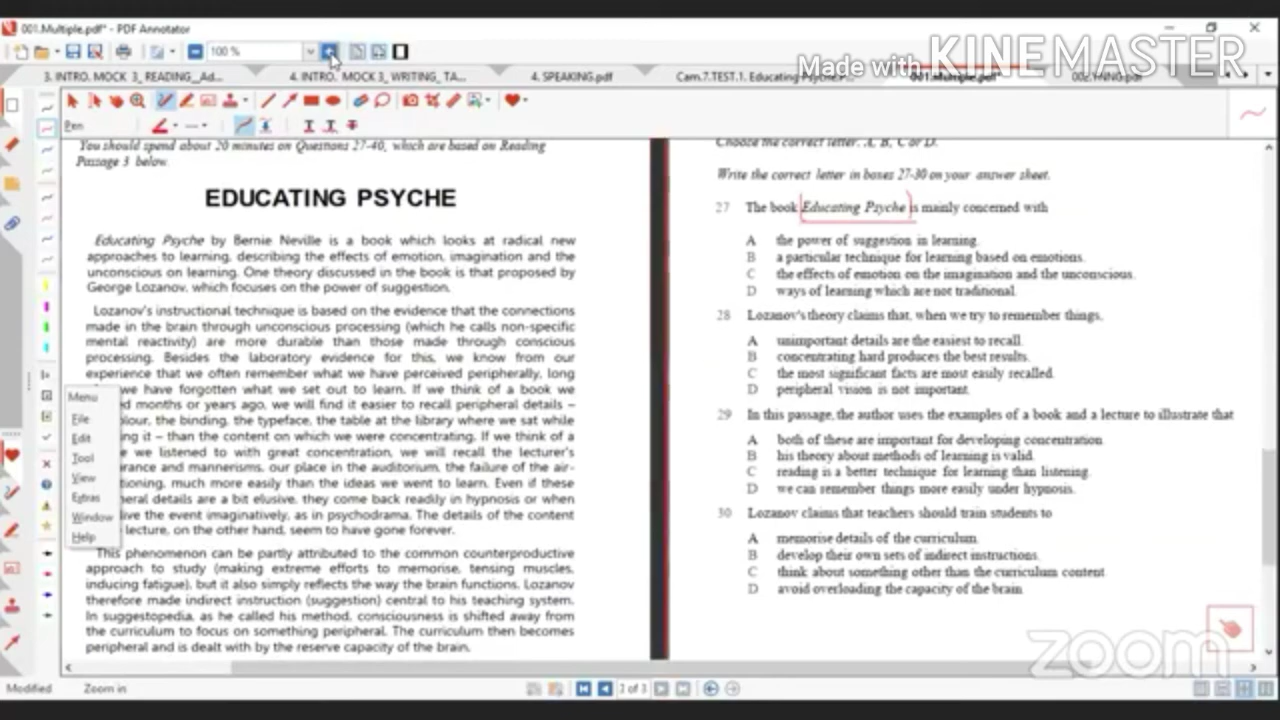 001.Multiple.pdf* - PDF Annotator
100 %
Made with KINEMASTER
3. INTRO. MOCK 3_READING_Ad...
4. INTRO. MOCK 3_WRITING_ TA...
4. SPEAKING.pdf
Cam.7.TEST.1. Educating Psyche
001.Multiple.pdf*
002.YNNG.pdf
Pen
You should spend about 20 minutes on Questions 27-40, which are based on Reading
Passage 3 below.
EDUCATING PSYCHE
Educating Psyche by Bernie Neville is a book which looks at radical new
approaches to learning, describing the effects of emotion, imagination and the
unconscious on learning. One theory discussed in the book is that proposed by
George Lozanov, which focuses on the power of suggestion.
Lozanov's instructional technique is based on the evidence that the connections
made in the brain through unconscious processing (which he calls non-specific
mental reactivity) are more durable than those made through conscious
processing. Besides the laboratory evidence for this, we know from our
experience that we often remember what we have perceived peripherally, long
we have forgotten what we set out to learn. If we think of a book we
months or years ago, we will find it easier to recall peripheral details –
the binding, the typeface, the table at the library where we sat while
it – than the content on which we were concentrating. If we think of a
we listened to with great concentration, we will recall the lecturer's
and mannerisms, our place in the auditorium, the failure of the air-
much more easily than the ideas we went to learn. Even if these
details are a bit elusive, they come back readily in hypnosis or when
the event imaginatively, as in psychodrama. The details of the content
lecture, on the other hand, seem to have gone forever.
This phenomenon can be partly attributed to the common counterproductive
approach to study (making extreme efforts to memorise, tensing muscles,
inducing fatigue), but it also simply reflects the way the brain functions. Lozanov
therefore made indirect instruction (suggestion) central to his teaching system.
In suggestopedia, as he called his method, consciousness is shifted away from
the curriculum to focus on something peripheral. The curriculum then becomes
peripheral and is dealt with by the reserve capacity of the brain.
Menu
File
Edit
Tool
View
Extras
Window
Help
Choose the correct letter. A, B, C or D.
Write the correct letter in boxes 27-30 on your answer sheet.
27 The book Educating Psyche is mainly concerned with
A the power of suggestion in learning.
B a particular technique for learning based on emotions.
C the effects of emotion on the imagination and the unconscious.
D ways of learning which are not traditional.
28 Lozanov's theory claims that, when we try to remember things,
A unimportant details are the easiest to recall.
B concentrating hard produces the best results.
C the most significant facts are most easily recalled.
D peripheral vision is not important.
29 In this passage, the author uses the examples of a book and a lecture to illustrate that
A both of these are important for developing concentration
B his theory about methods of learning is valid.
C reading is a better technique for learning than listening.
D we can remember things more easily under hypnosis.
30 Lozanov claims that teachers should train students to
A memorise details of the curriculum.
B develop their own sets of indirect instructions.
C think about something other than the curriculum content
D avoid overloading the capacity of the brain
zoom
Modified
Zoom in
2 of 3